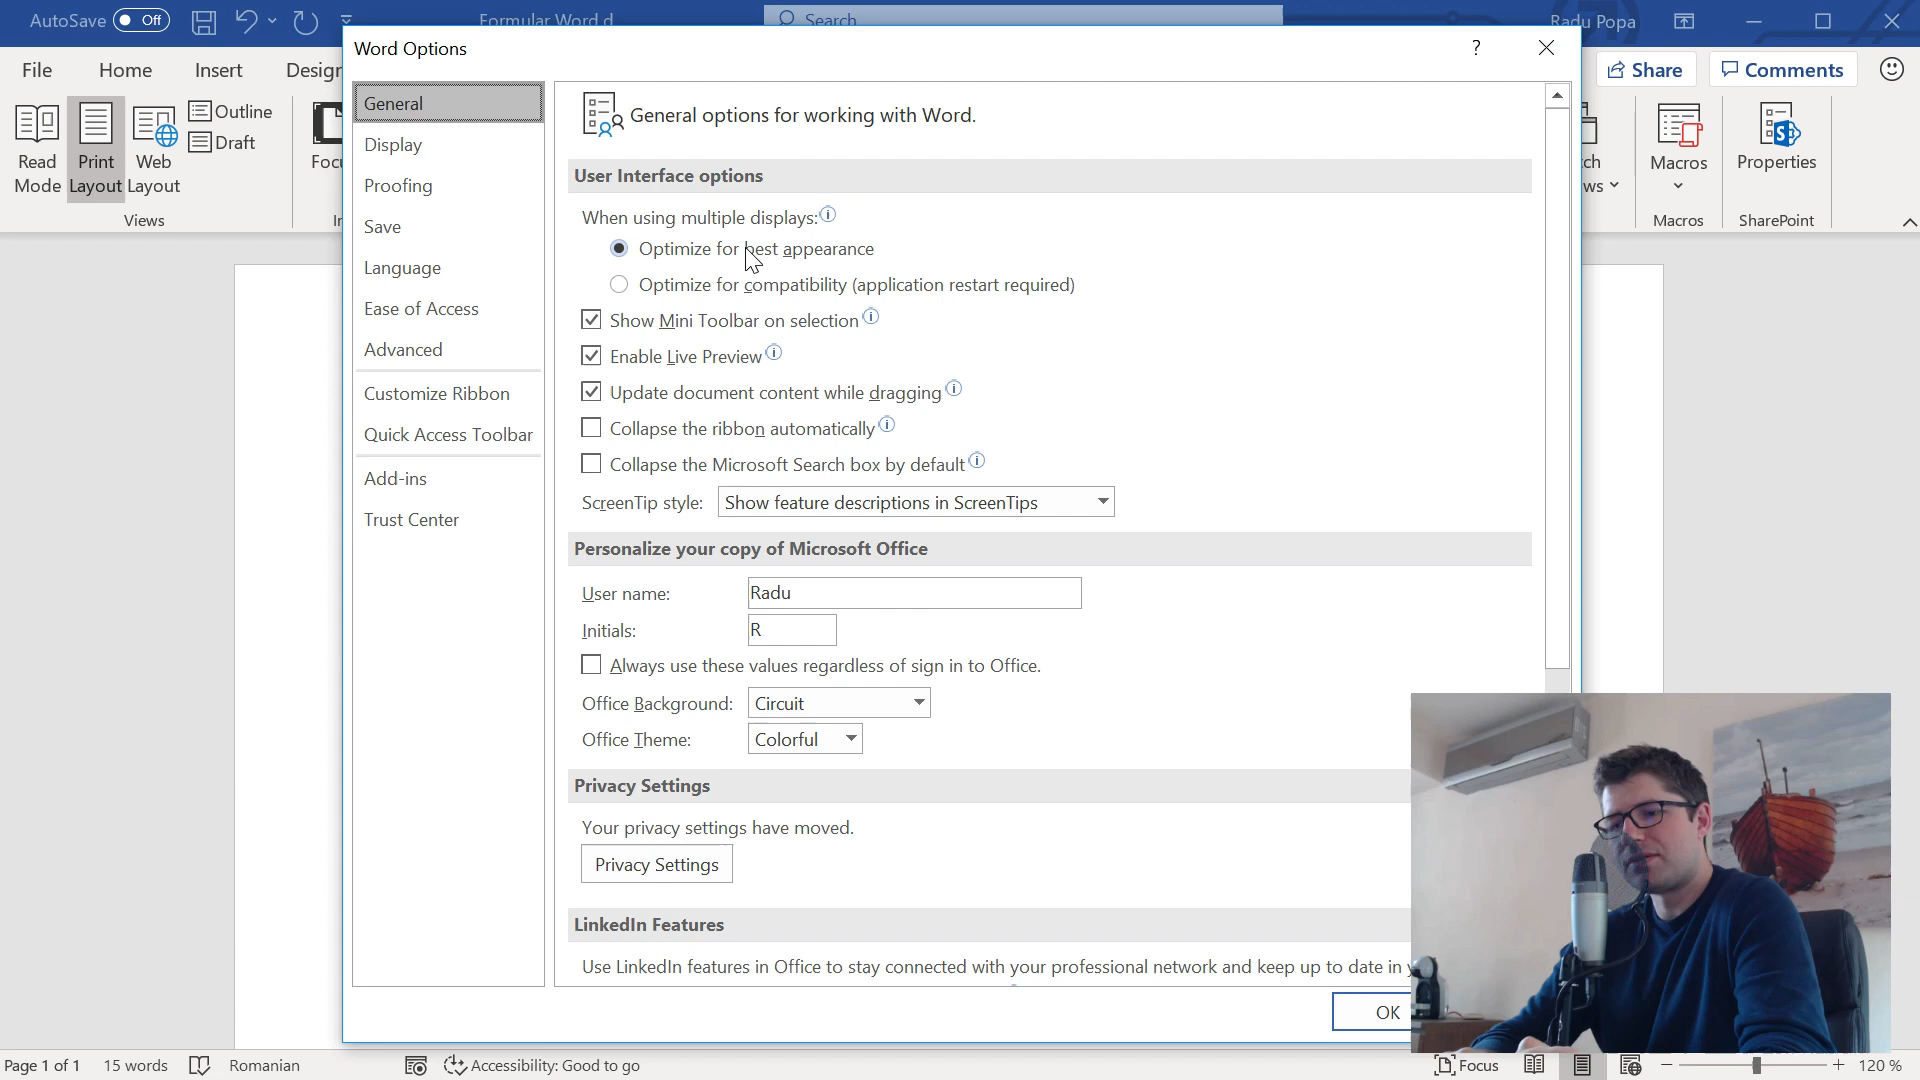 AutoSave Off
Formular Word d
Search
Radu Popa
Word Options
?
File Home Insert Desigr
Share
Comments
Read Mode
Print Layout
Web Layout
Outline
Draft
Views
Macros
Macros
Properties
SharePoint
General
Display
Proofing
Save
Language
Ease of Access
Advanced
Customize Ribbon
Quick Access Toolbar
Add-ins
Trust Center
General options for working with Word.
User Interface options
When using multiple displays:
Optimize for best appearance
Optimize for compatibility (application restart required)
Show Mini Toolbar on selection
Enable Live Preview
Update document content while dragging
Collapse the ribbon automatically
Collapse the Microsoft Search box by default
ScreenTip style: Show feature descriptions in ScreenTips
Personalize your copy of Microsoft Office
User name: Radu
Initials: R
Always use these values regardless of sign in to Office.
Office Background: Circuit
Office Theme: Colorful
Privacy Settings
Your privacy settings have moved.
Privacy Settings
LinkedIn Features
Use LinkedIn features in Office to stay connected with your professional network and keep up to date in
OK
Page 1 of 1 15 words Romanian Accessibility: Good to go Focus 120 %